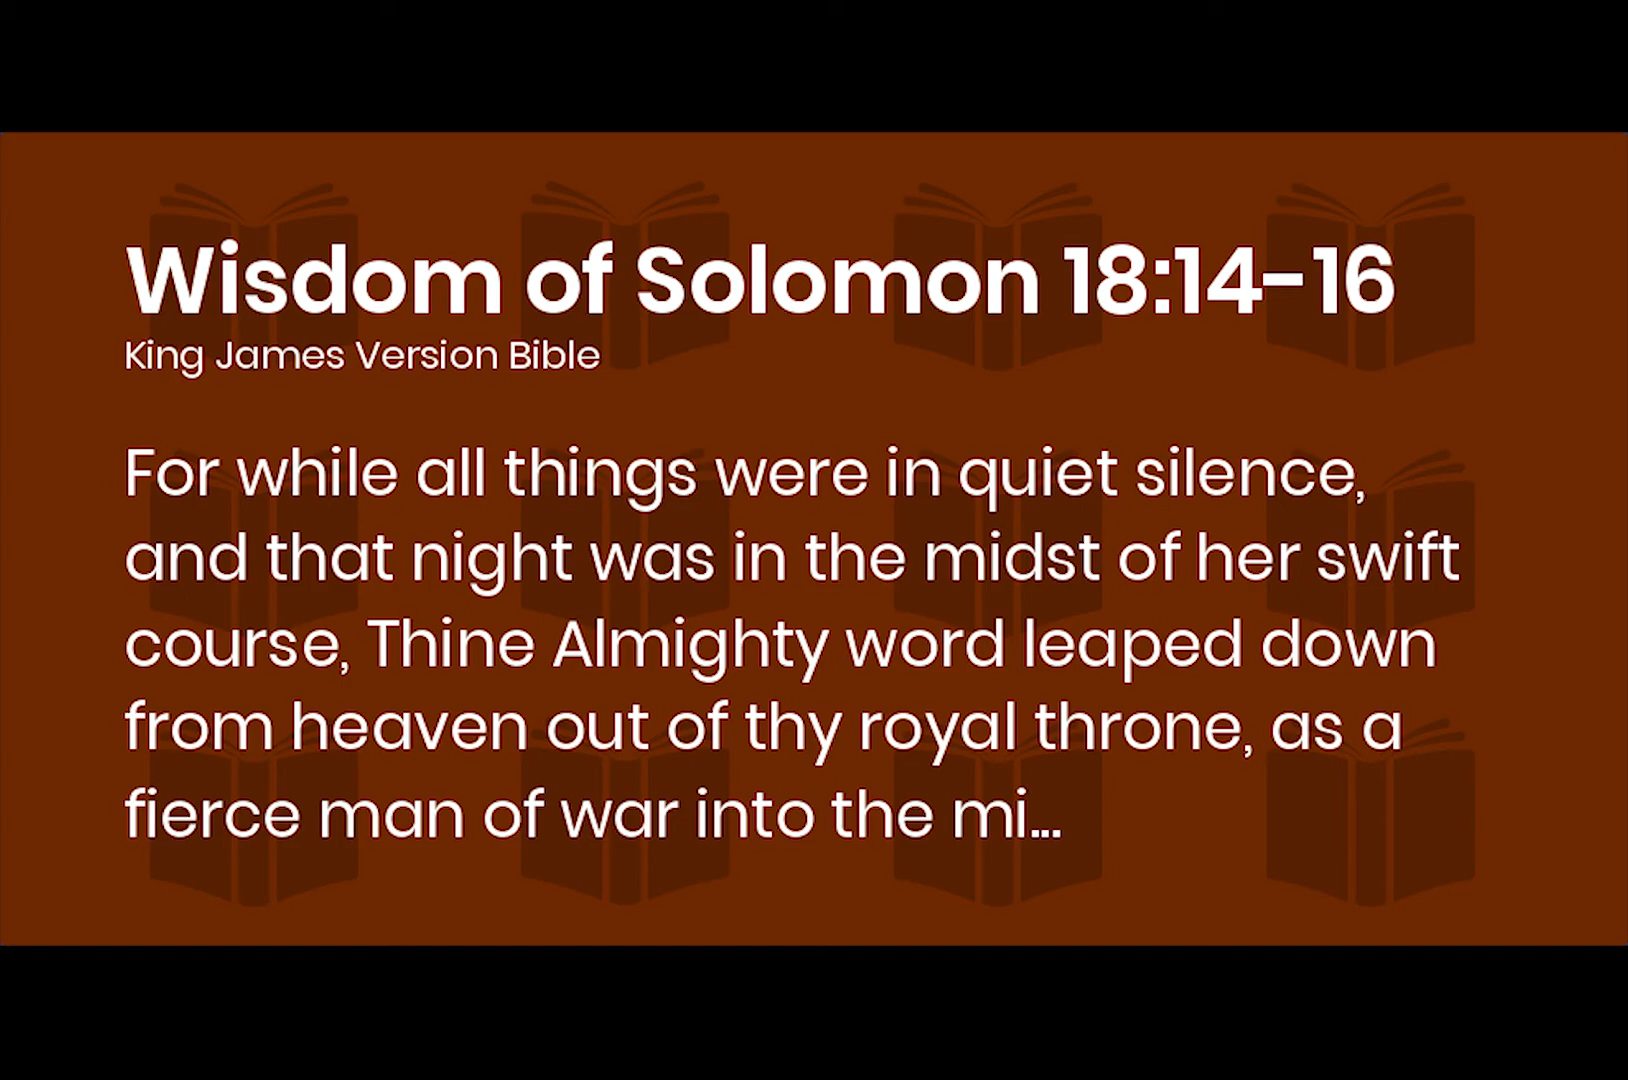 Wisdom of Solomon 18:14-16
King James Version Bible
For while all things were in quiet silence,
and that night was in the midst of her swift
course, Thine Almighty word leaped down
from heaven out of thy royal throne, as a
fierce man of war into the mi...